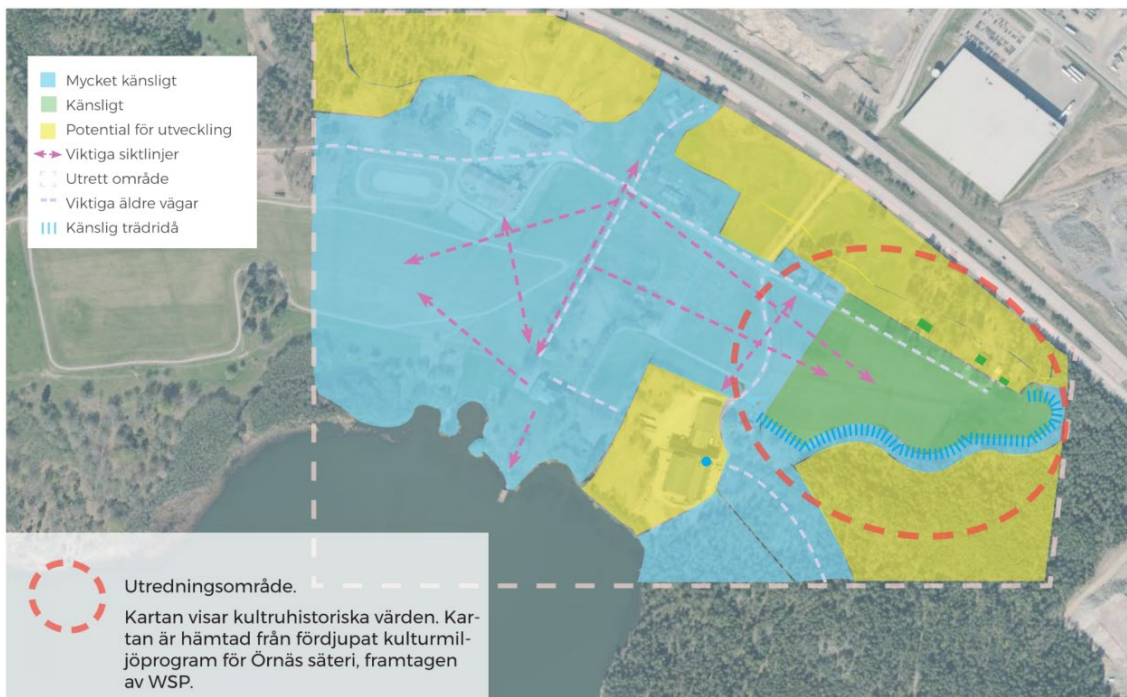 Mycket känsligt
Känsligt
Potential för utveckling
Viktiga siktlinjer
Utrett område
Viktiga äldre vägar
Känslig trädridå
Utredningsområde.
Kartan visar kultruhistoriska värden. Kar-
tan är hämtad från fördjupat kulturmil-
jöprogram för Örnäs säteri, framtagen
av WSP.